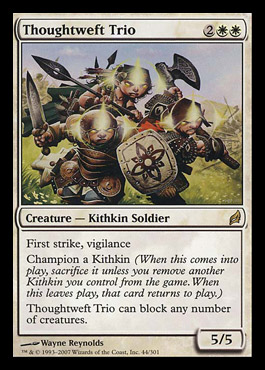 Thoughtweft Trio 2
Creature — Kithkin Soldier
First strike, vigilance
Champion a Kithkin (When this comes into
play, sacrifice it unless you remove another
Kithkin you control from the game. When
this leaves play, that card returns to play.)
Thoughtweft Trio can block any number
of creatures.
Wayne Reynolds
™ & © 1993–2007 Wizards of the Coast, Inc. 44/301
5/5